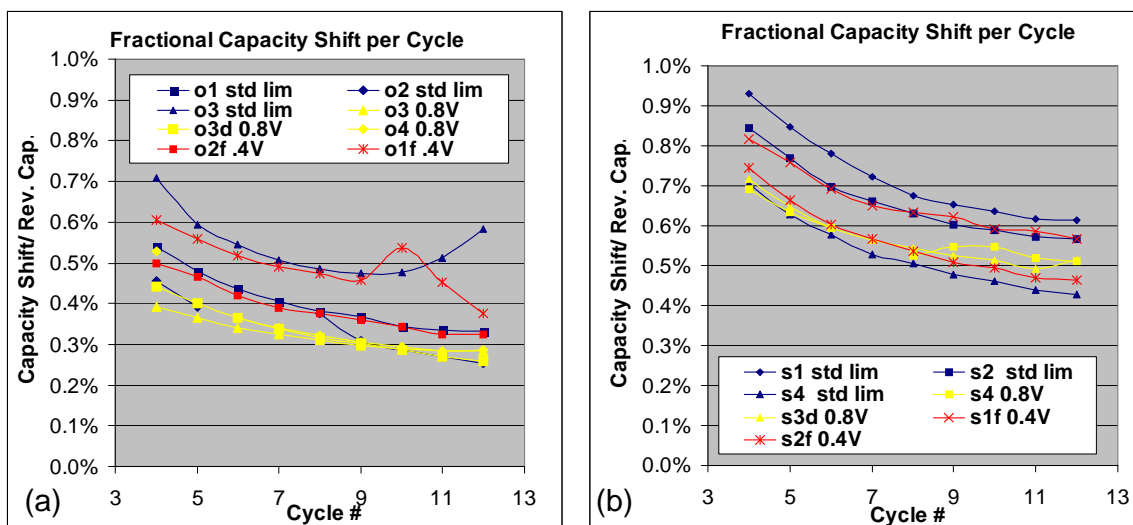 Fractional Capacity Shift per Cycle
Capacity Shift/ Rev. Cap.
1.0%
0.9%
0.8%
0.7%
0.6%
0.5%
0.4%
0.3%
0.2%
0.1%
0.0%
o1 std lim
o2 std lim
o3 std lim
o3 0.8V
o3d 0.8V
o4 0.8V
o2f .4V
o1f .4V
3
5
7
9
11
13
Cycle #
(a)
Fractional Capacity Shift per Cycle
Capacity Shift/ Rev. Cap.
1.0%
0.9%
0.8%
0.7%
0.6%
0.5%
0.4%
0.3%
0.2%
0.1%
0.0%
s1 std lim
s2 std lim
s4 std lim
s4 0.8V
s3d 0.8V
s1f 0.4V
s2f 0.4V
3
5
7
9
11
13
Cycle #
(b)